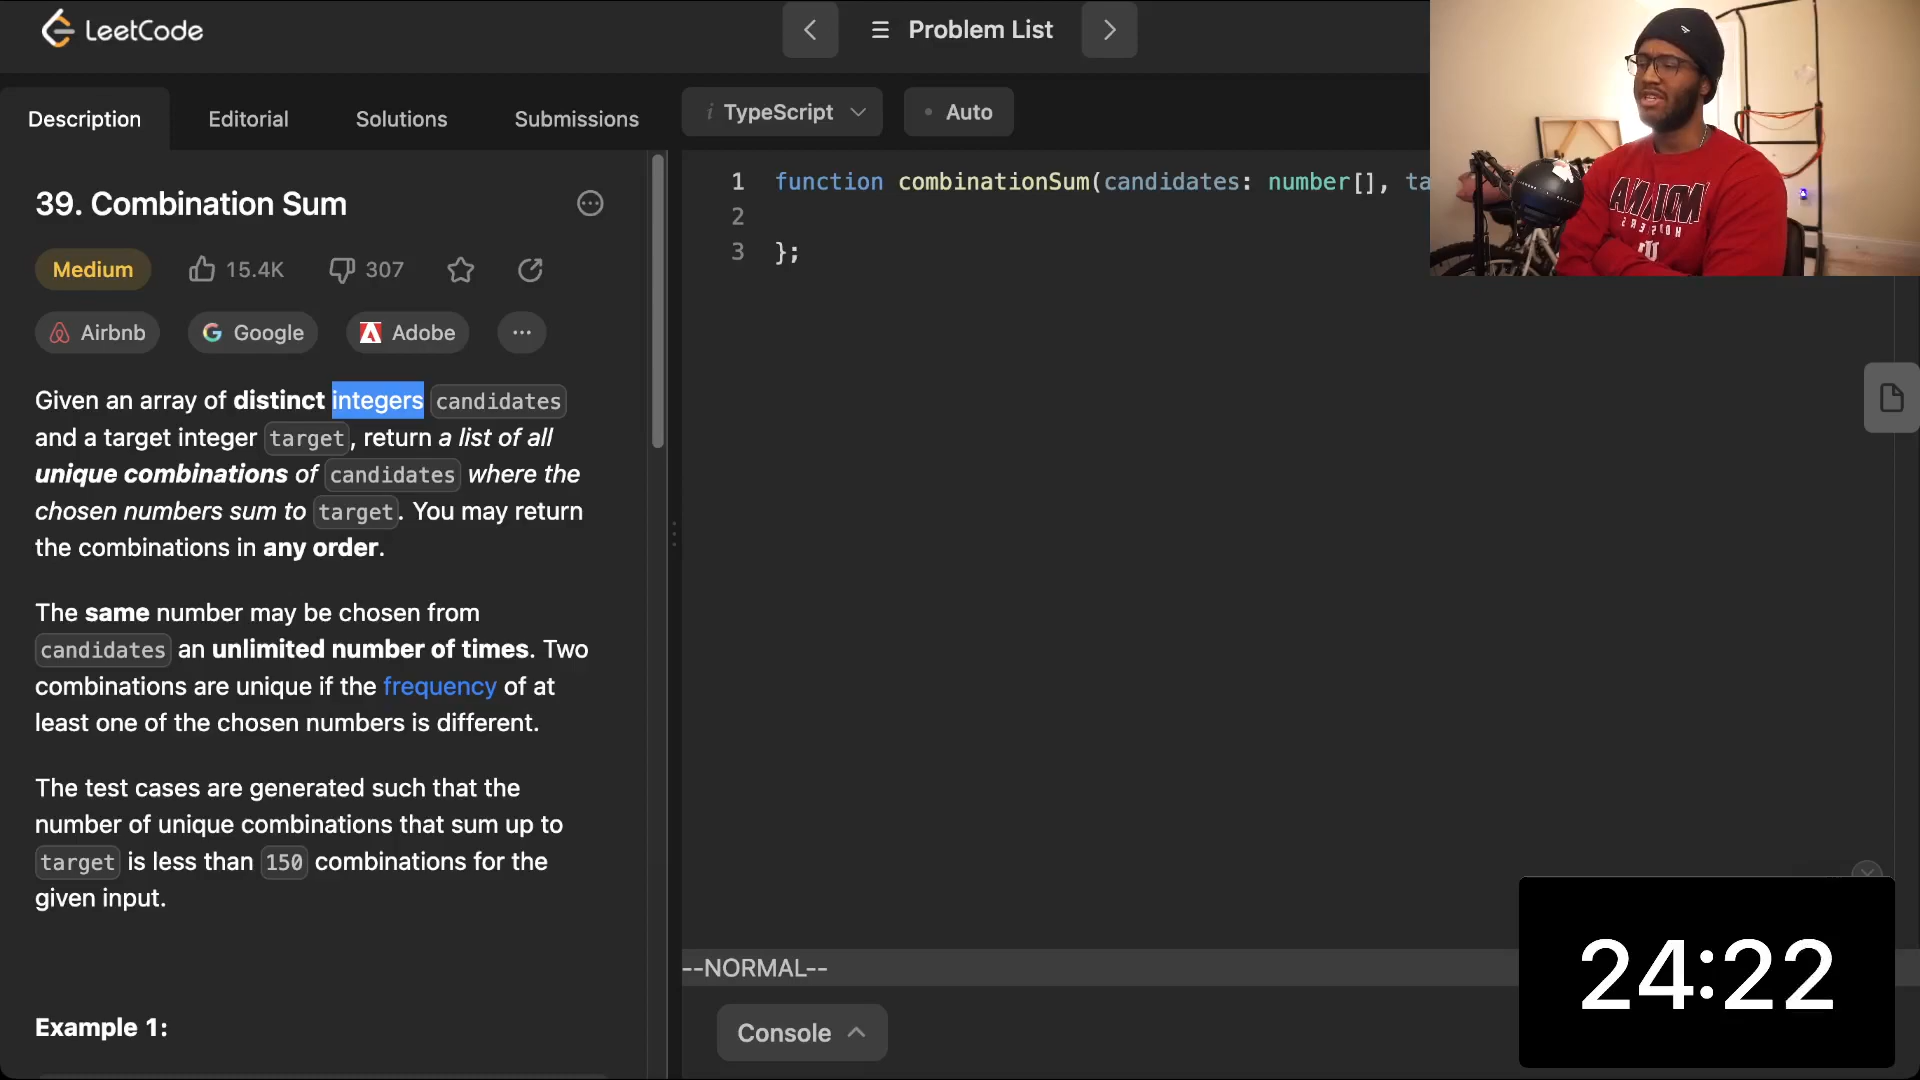 LeetCode
Problem List
Description
Editorial
Solutions
Submissions
i TypeScript
Auto
39. Combination Sum
Medium
15.4K
307
Airbnb
Google
Adobe
Given an array of distinct integers candidates
and a target integer target, return a list of all
unique combinations of candidates where the
chosen numbers sum to target. You may return
the combinations in any order.
The same number may be chosen from
candidates an unlimited number of times. Two
combinations are unique if the frequency of at
least one of the chosen numbers is different.
The test cases are generated such that the
number of unique combinations that sum up to
target is less than 150 combinations for the
given input.
Example 1:
1 function combinationSum(candidates: number[], ta
2
3 };
--NORMAL--
Console
24:22